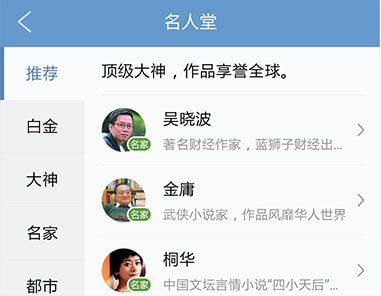 名人堂
推荐
白金
大神
名家
都市
顶级大神，作品享誉全球。
吴晓波
著名财经作家，蓝狮子财经出...
名家
金庸
武侠小说家，作品风靡华人世界
名家
桐华
中国文坛言情小说“四小天后”...
名家